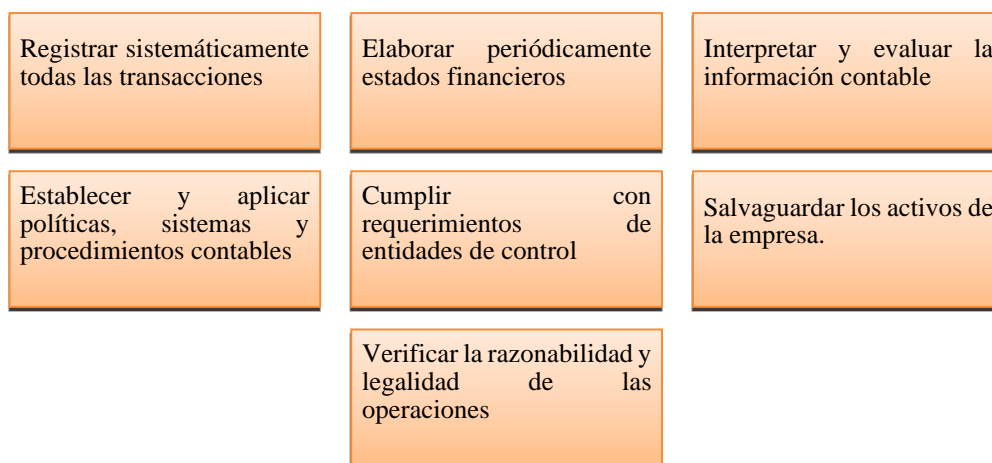 Registrar sistemáticamente
todas las transacciones
Elaborar periódicamente
estados financieros
Interpretar y evaluar la
información contable
Establecer y aplicar
políticas, sistemas y
procedimientos contables
Cumplir con
requerimientos de
entidades de control
Salvaguardar los activos de
la empresa.
Verificar la razonabilidad y
legalidad de las
operaciones